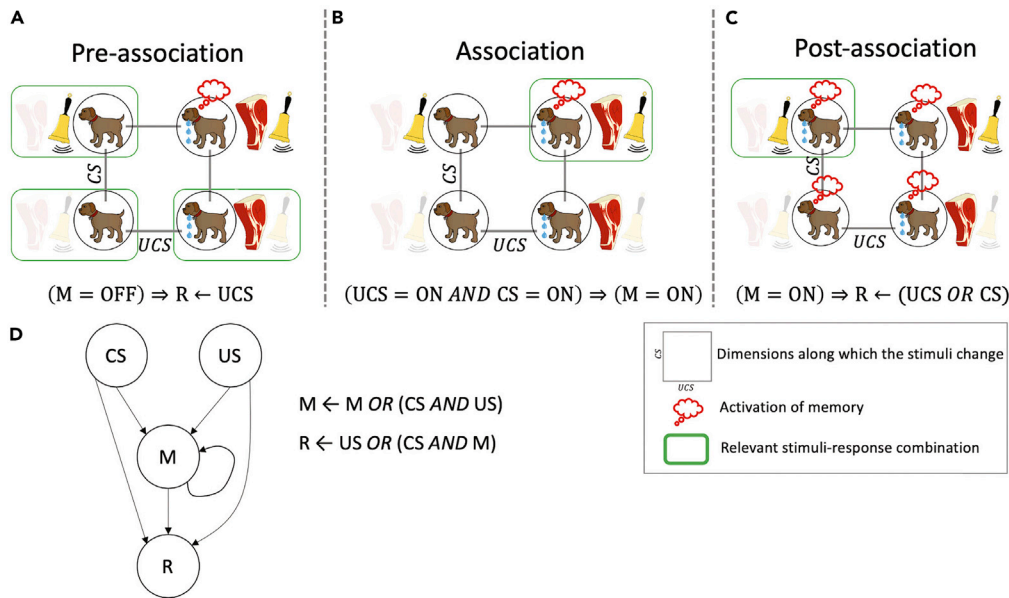 A
Pre-association
CS
UCS
(M = OFF) ⇒ R ← UCS
B
Association
CS
UCS
(UCS = ON AND CS = ON) ⇒ (M = ON)
C
Post-association
CS
UCS
(M = ON) ⇒ R ← (UCS OR CS)
D
CS
US
M
R
M ← M OR (CS AND US)
R ← US OR (CS AND M)
CS
UCS
Dimensions along which the stimuli change
Activation of memory
Relevant stimuli-response combination